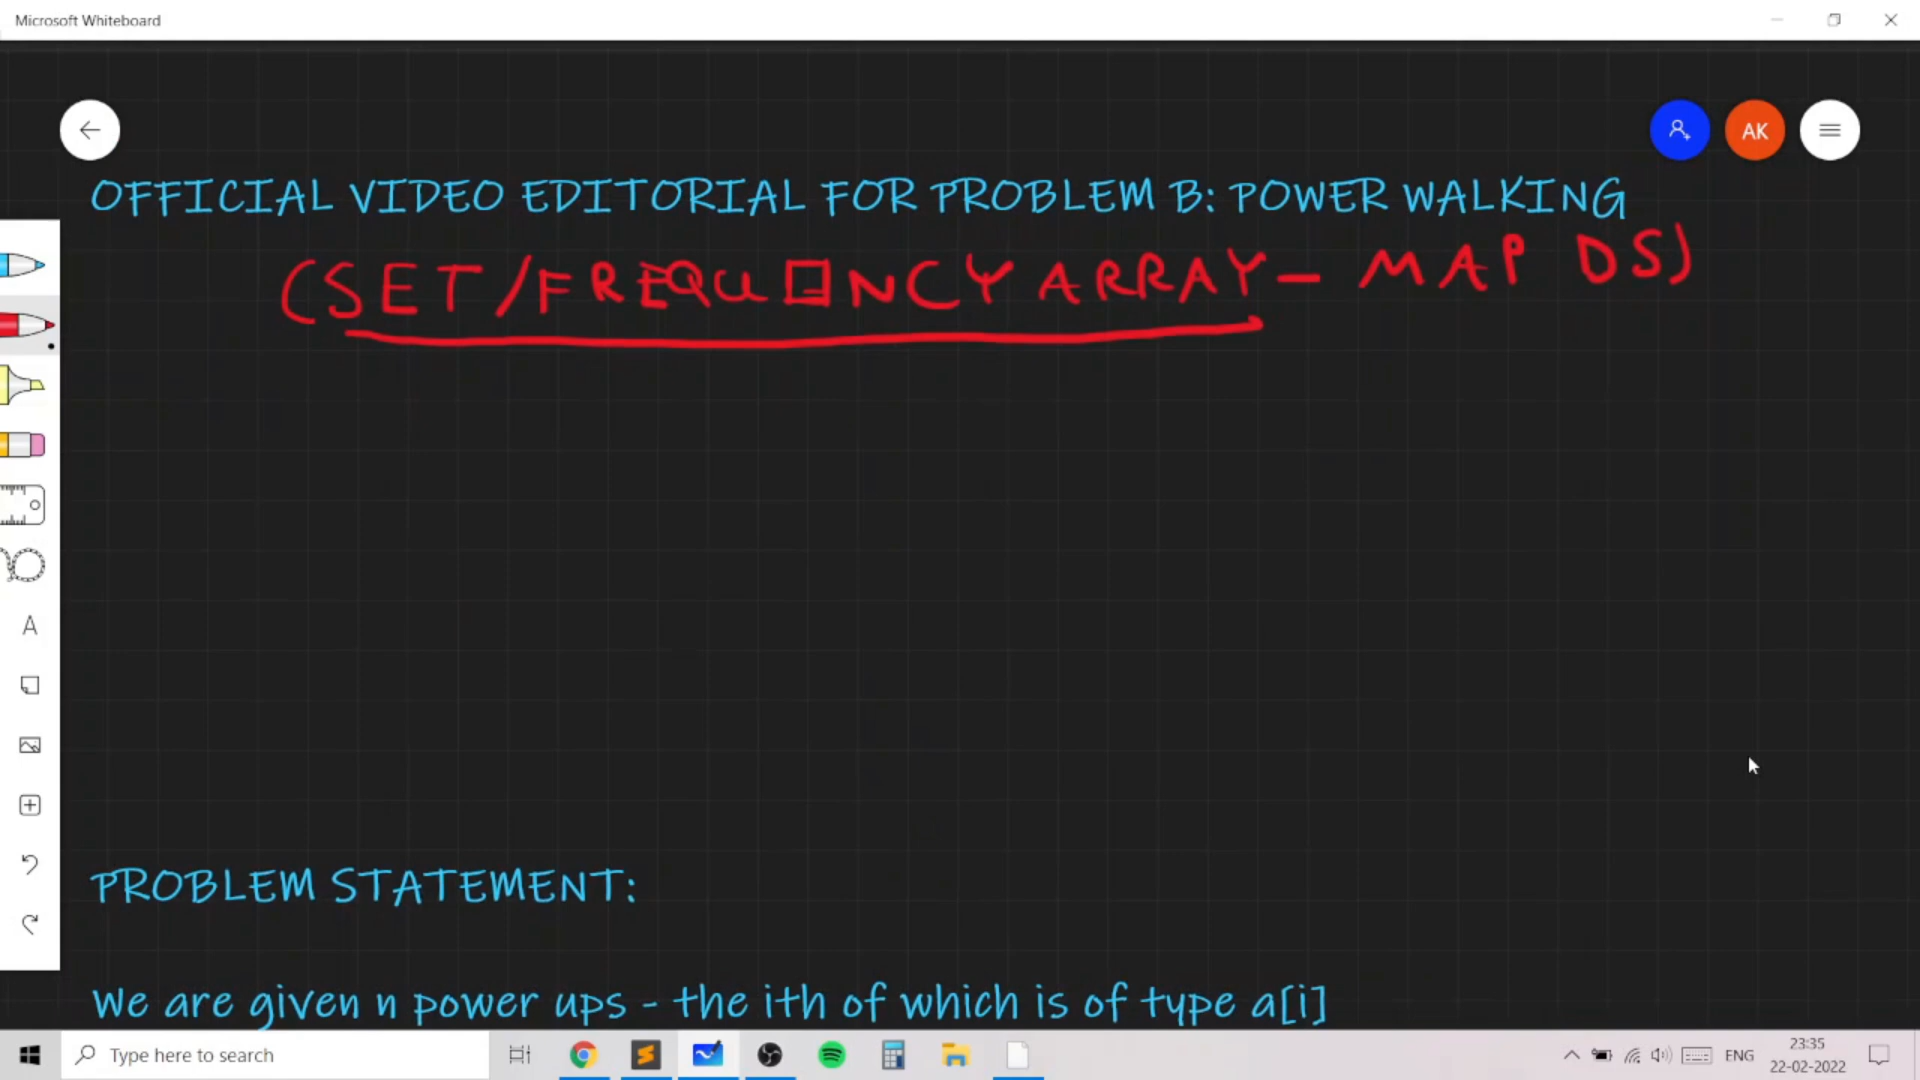 Microsoft Whiteboard
AK
OFFICIAL VIDEO EDITORIAL FOR PROBLEM B: POWER WALKING
(SET/FREQUENCY ARRAY - MAP DS)
A
PROBLEM STATEMENT:
We are given n power ups - the ith of which is of type a[i]
Type here to search
ENG
23:35
22-02-2022